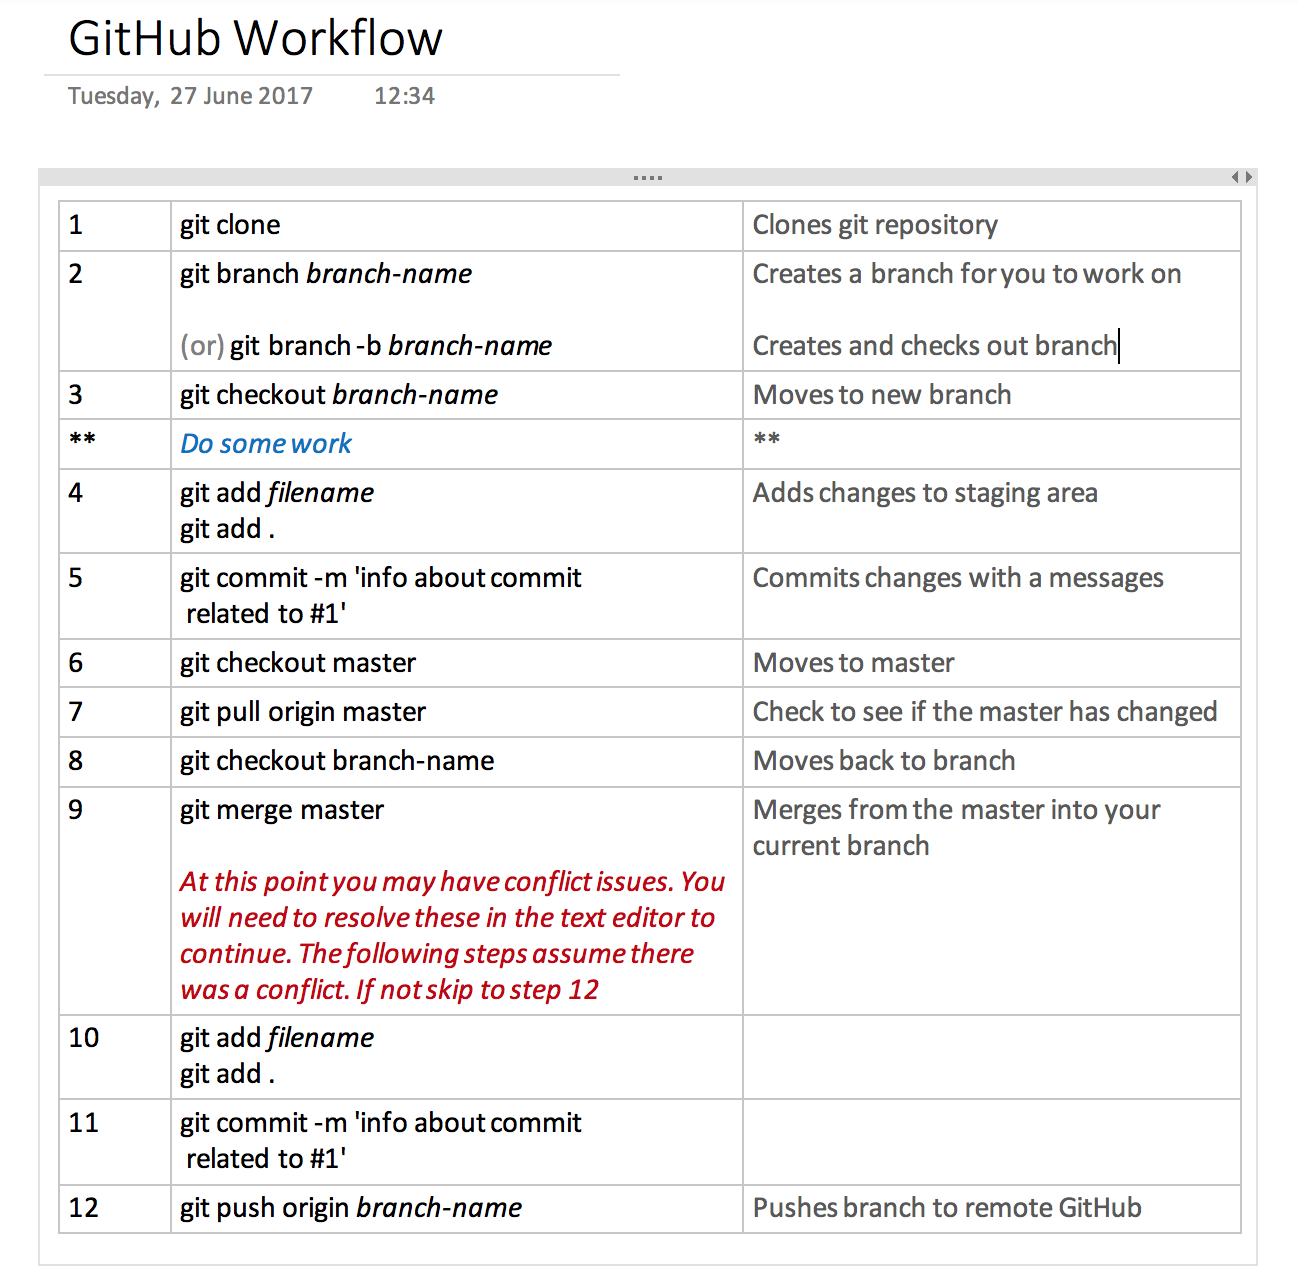 GitHub Workflow
Tuesday, 27 June 2017 12:34
1 git clone Clones git repository
2 git branch branch-name Creates a branch for you to work on
(or) git branch -b branch-name Creates and checks out branch
3 git checkout branch-name Moves to new branch
** Do some work **
4 git add filename Adds changes to staging area
git add .
5 git commit -m 'info about commit Commits changes with a messages
related to #1'
6 git checkout master Moves to master
7 git pull origin master Check to see if the master has changed
8 git checkout branch-name Moves back to branch
9 git merge master Merges from the master into your
current branch
At this point you may have conflict issues. You
will need to resolve these in the text editor to
continue. The following steps assume there
was a conflict. If not skip to step 12
10 git add filename
git add .
11 git commit -m 'info about commit
related to #1'
12 git push origin branch-name Pushes branch to remote GitHub